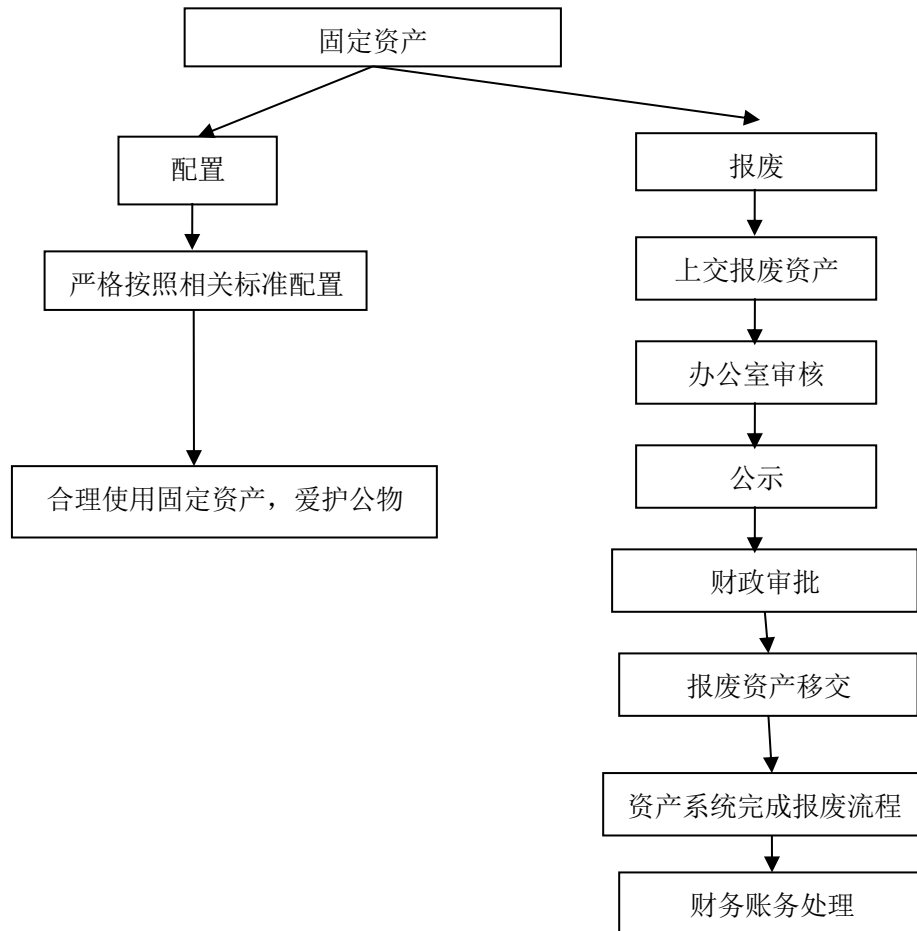 固定资产
配置
报废
严格按照相关标准配置
上交报废资产
办公室审核
合理使用固定资产，爱护公物
公示
财政审批
报废资产移交
资产系统完成报废流程
财务账务处理